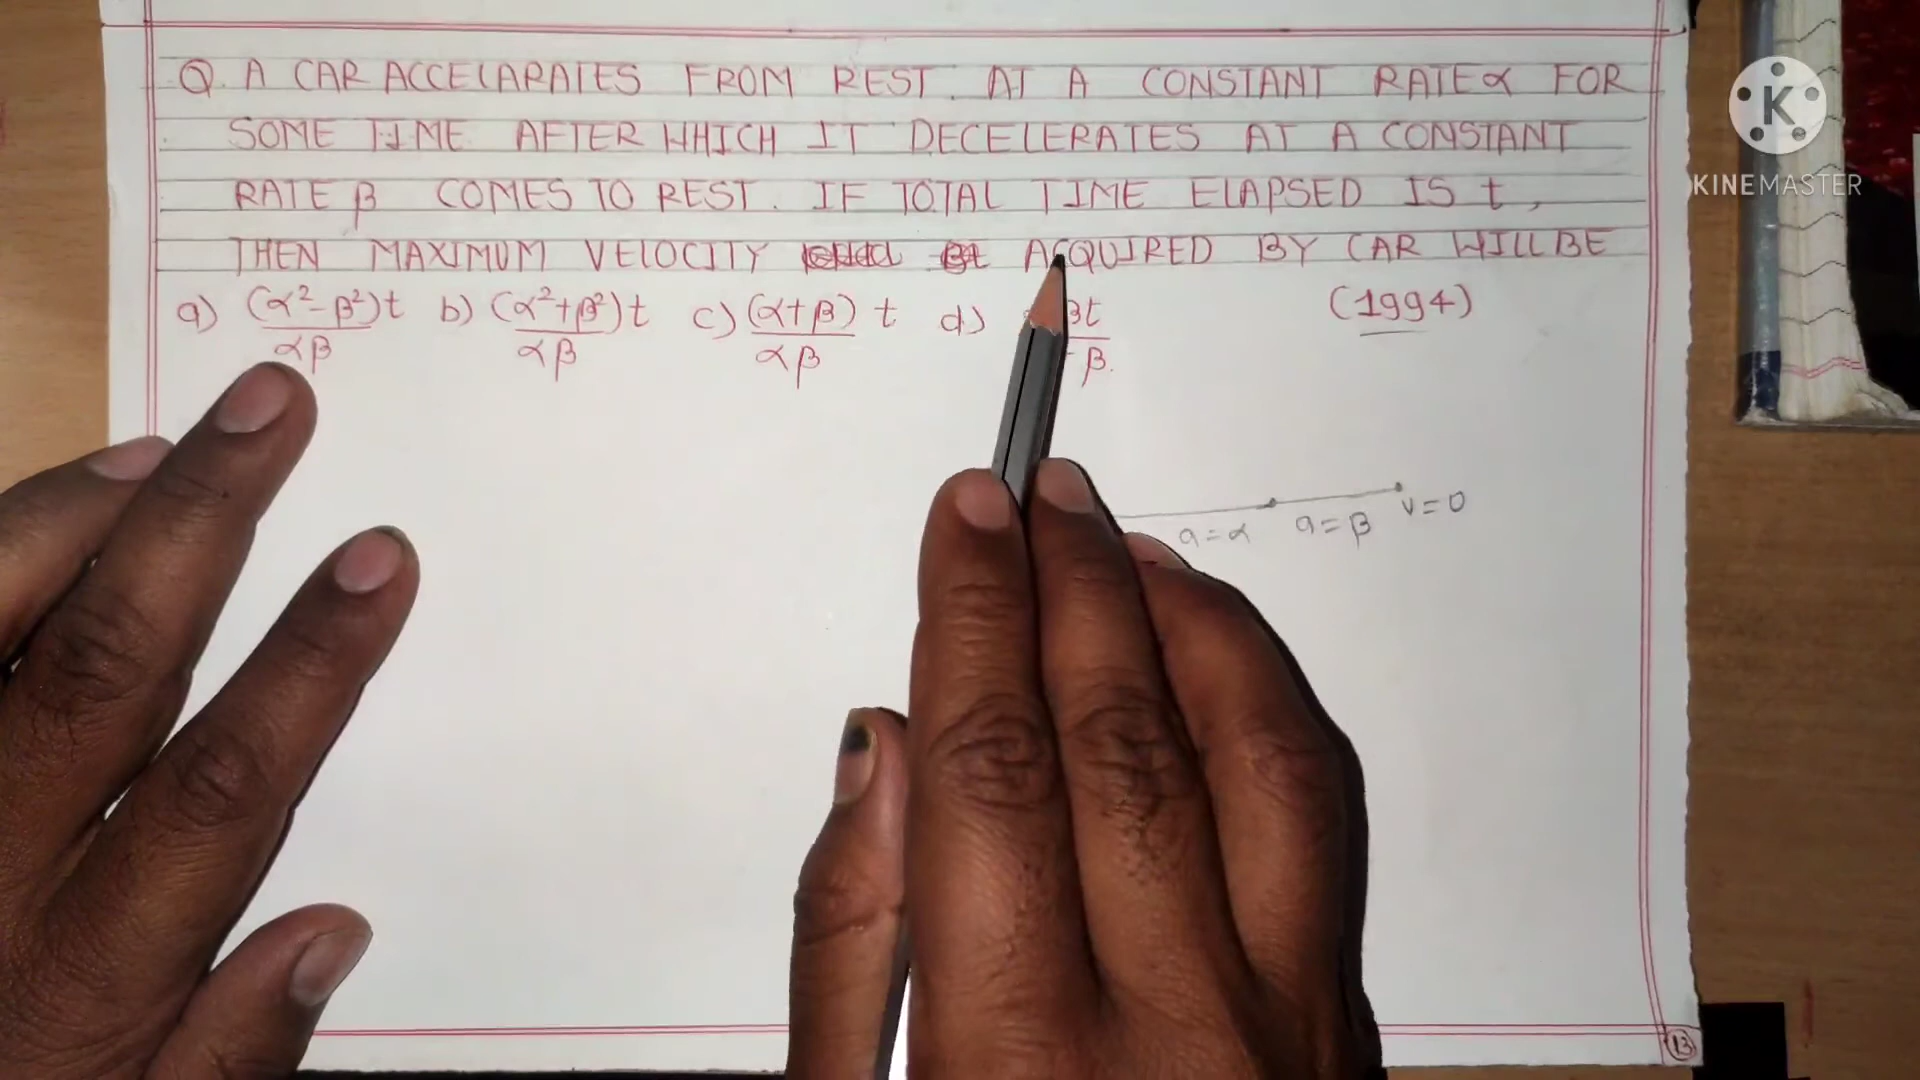 Q. A CAR ACCELARATES FROM REST. AT A CONSTANT RATE α FOR
SOME TIME AFTER WHICH IT DECELERATES AT A CONSTANT
RATE β COMES TO REST. IF TOTAL TIME ELAPSED IS t,
THEN MAXIMUM VELOCITY ACQUIRED BY CAR WILL BE
a) (α²-β²)t/αβ b) (α²+β²)t/αβ c) (α+β)/αβ t d) βt/β. (1994)
a=α a=β v=0
13
K
KINEMASTER